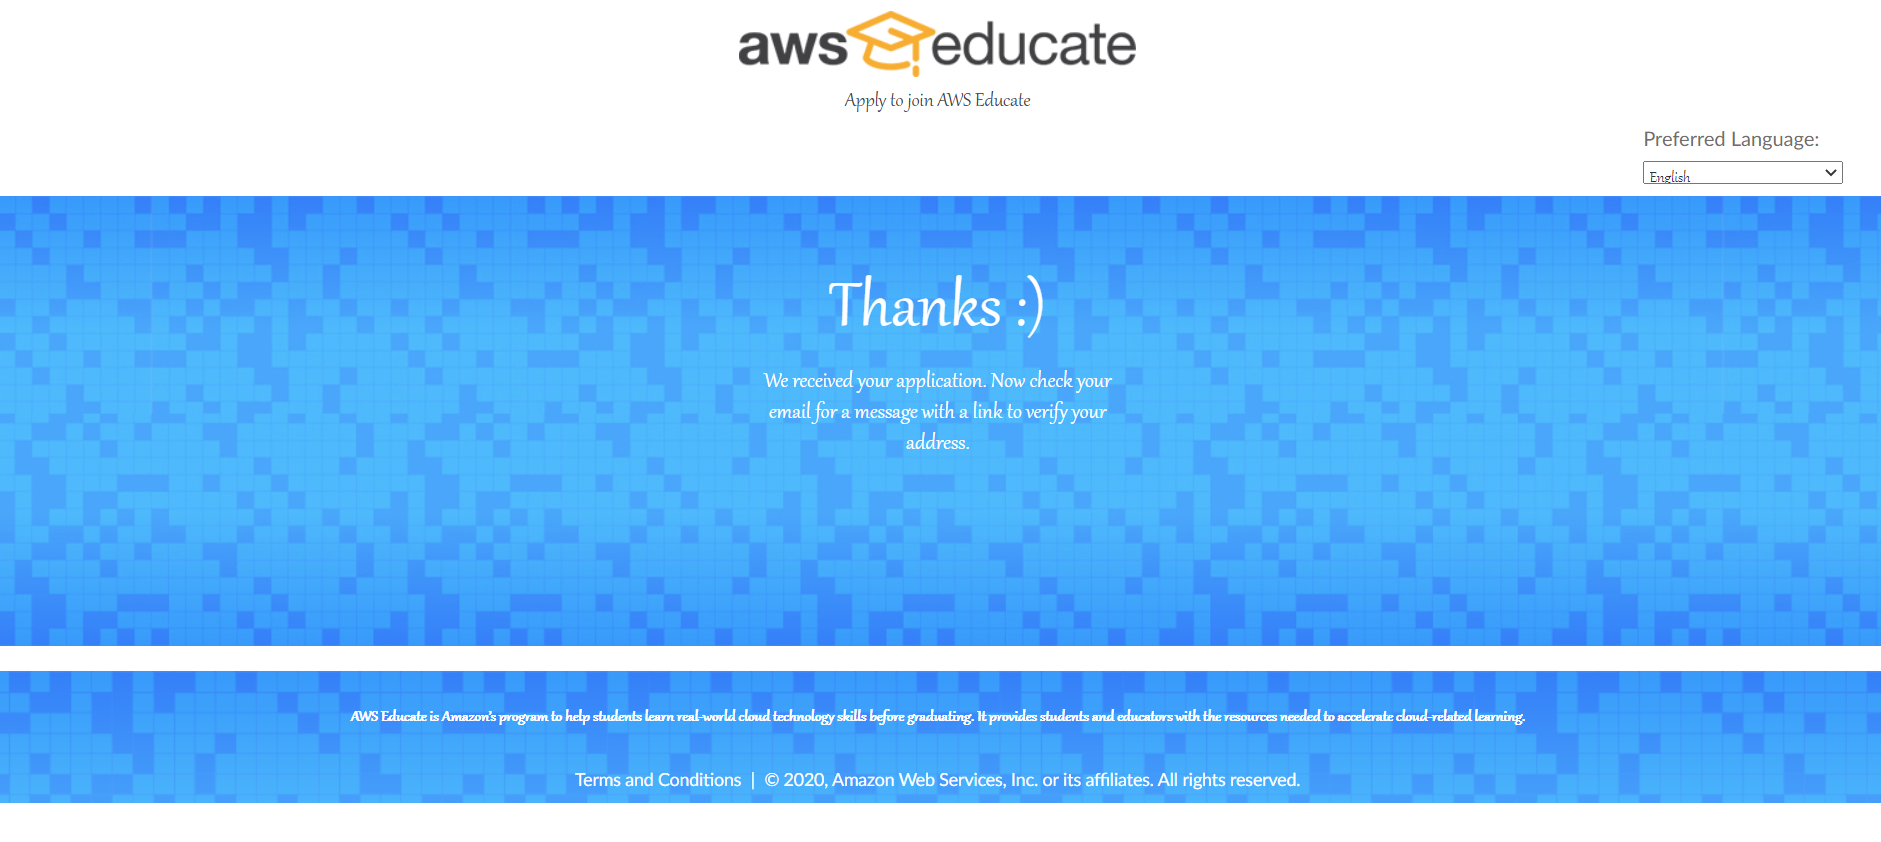 aws educate
Apply to join AWS Educate
Preferred Language:
English
Thanks :)
We received your application. Now check your
email for a message with a link to verify your
address.
AWS Educate is Amazon's program to help students learn real-world cloud technology skills before graduating. It provides students and educators with the resources needed to accelerate cloud-related learning.
Terms and Conditions | © 2020, Amazon Web Services, Inc. or its affiliates. All rights reserved.